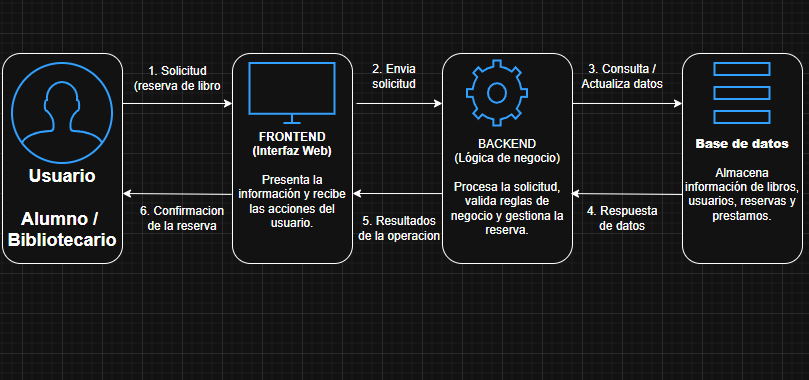 Usuario
Alumno /
Bibliotecario
1. Solicitud
(reserva de libro
6. Confirmacion
de la reserva
FRONTEND
(Interfaz Web)
Presenta la
información y recibe
las acciones del
usuario.
2. Envia
solicitud
5. Resultados
de la operacion
BACKEND
(Lógica de negocio)
Procesa la solicitud,
valida reglas de
negocio y gestiona la
reserva.
3. Consulta /
Actualiza datos
4. Respuesta
de datos
Base de datos
Almacena
información de libros,
usuarios, reservas y
prestamos.